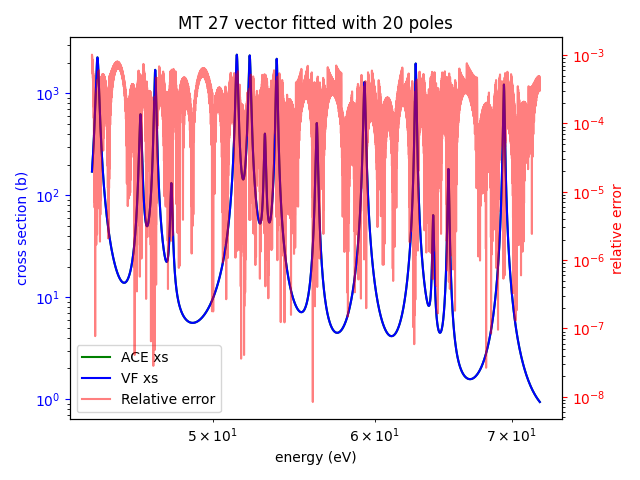 MT 27 vector fitted with 20 poles
cross section (b)
10³
10²
10¹
10⁰
10⁻³
10⁻⁴
10⁻⁵
10⁻⁶
10⁻⁷
10⁻⁸
relative error
ACE xs
VF xs
Relative error
5 × 10¹ 6 × 10¹ 7 × 10¹
energy (eV)